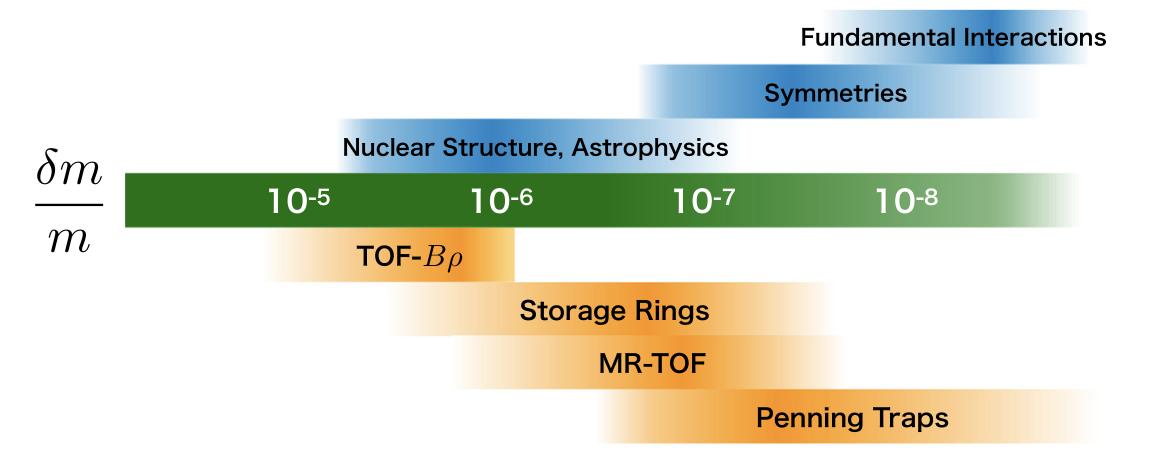 Fundamental Interactions
Symmetries
Nuclear Structure, Astrophysics
δm/m
10⁻⁵ 10⁻⁶ 10⁻⁷ 10⁻⁸
TOF-Bρ
Storage Rings
MR-TOF
Penning Traps